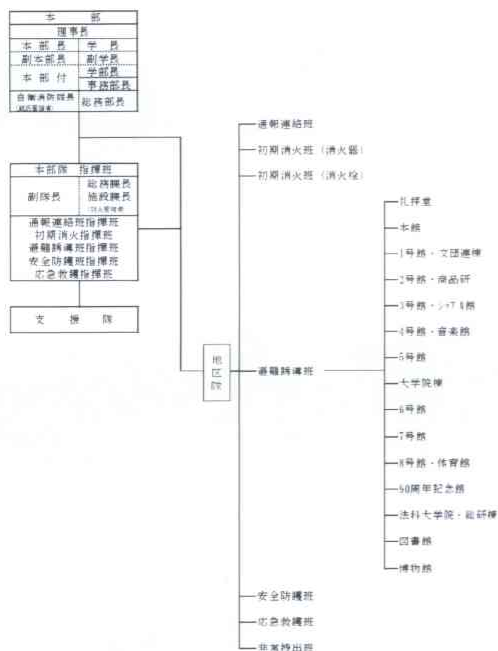 本部
理事長
本部長 学長
副本部長 副学長
本部付 学部長
事務部長
自衛消防隊長 総務部長
本部隊 指揮班
副隊長 総務課長
施設課長
通報連絡班指揮班
初期消火指揮班
避難誘導班指揮班
安全防護班指揮班
応急救護指揮班
支援隊
地区隊
通報連絡班
初期消火班(消火器)
初期消火班(消火栓)
避難誘導班
安全防護班
応急救護班
非常持出班
礼拝堂
本館
1号館・文団連棟
2号館・商品研
3号館・シャプル館
4号館・音楽館
5号館
大学院棟
6号館
7号館
8号館・体育館
50周年記念館
法科大学院・総研棟
図書館
博物館